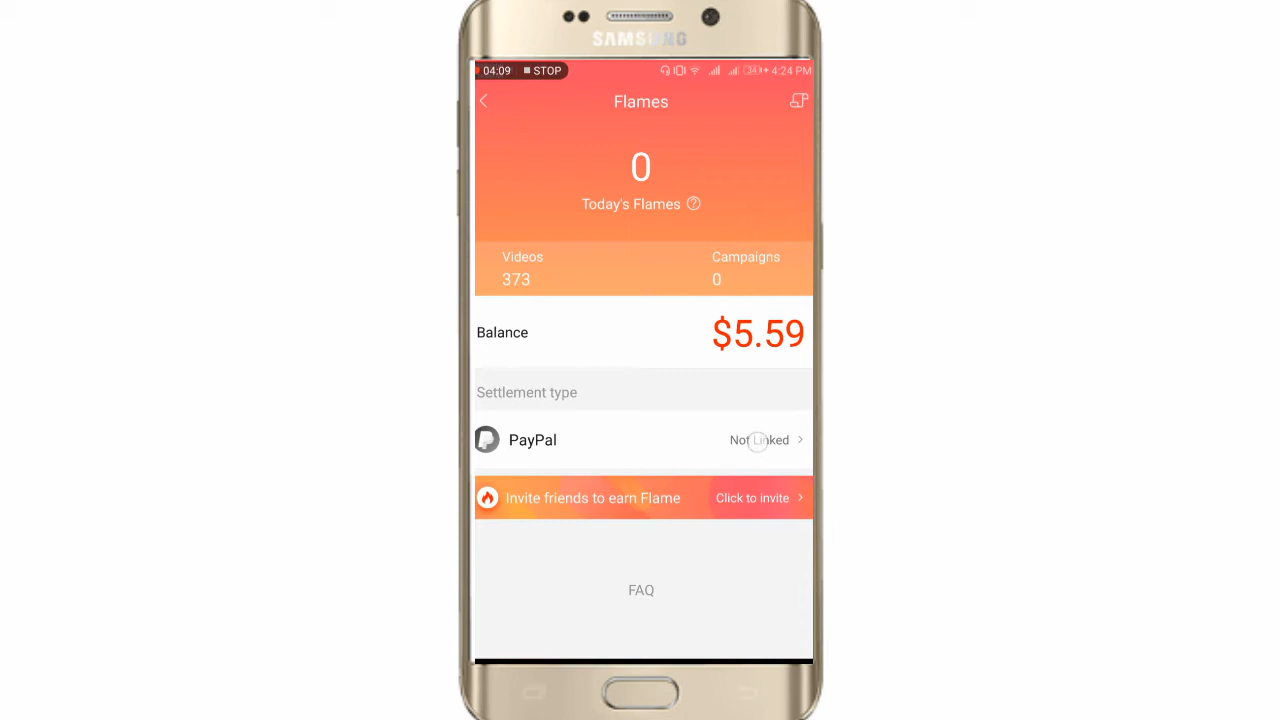 SAMSUNG
04:09 STOP 4:24 PM
Flames
0
Today's Flames
Videos Campaigns
373 0
Balance $5.59
Settlement type
PayPal Not Linked
Invite friends to earn Flame Click to invite
FAQ